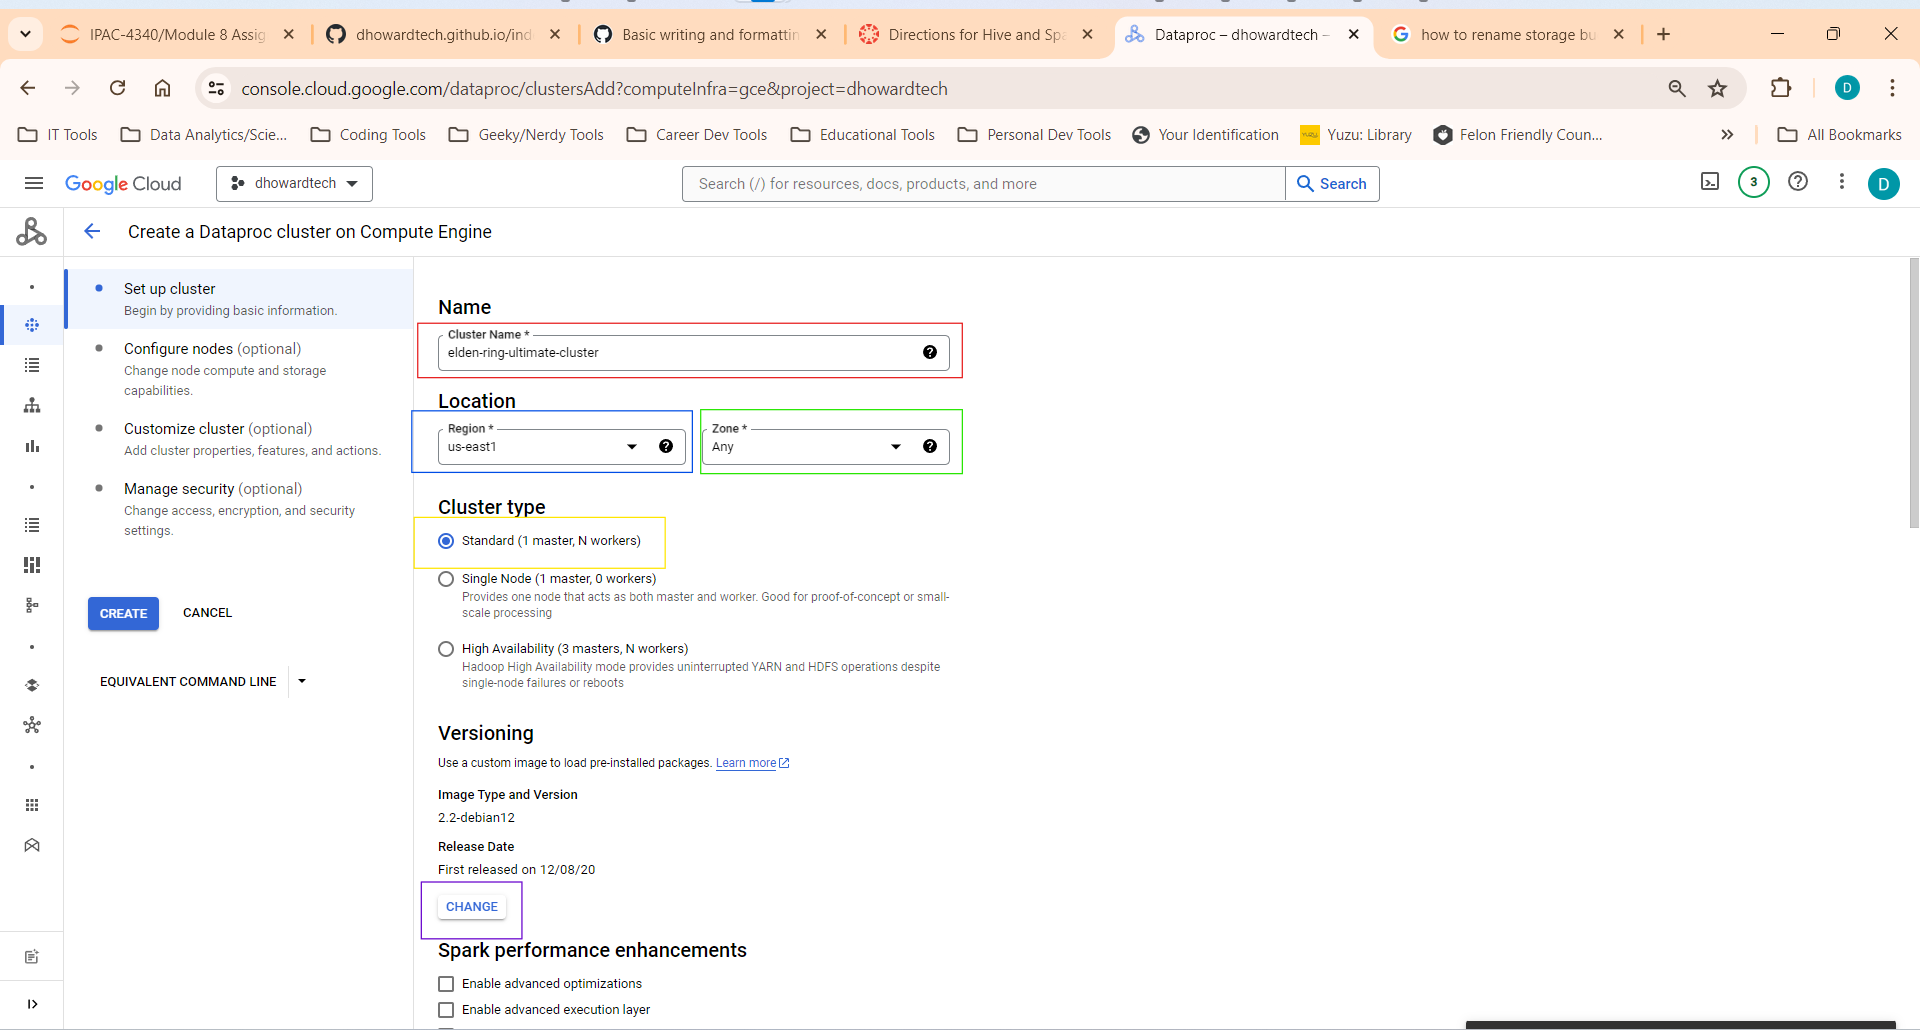 IPAC-4340/Module 8 Assig
dhowardtech.github.io/ind
Basic writing and formattin
Directions for Hive and Spa
Dataproc – dhowardtech –
how to rename storage bu
console.cloud.google.com/dataproc/clustersAdd?computeInfra=gce&project=dhowardtech
D
IT Tools
Data Analytics/Scie...
Coding Tools
Geeky/Nerdy Tools
Career Dev Tools
Educational Tools
Personal Dev Tools
Your Identification
Yuzu: Library
Felon Friendly Coun...
All Bookmarks
Google Cloud
dhowardtech
Search (/) for resources, docs, products, and more
Search
3
D
Create a Dataproc cluster on Compute Engine
Set up cluster
Begin by providing basic information.
Configure nodes (optional)
Change node compute and storage
capabilities.
Customize cluster (optional)
Add cluster properties, features, and actions.
Manage security (optional)
Change access, encryption, and security
settings.
CREATE
CANCEL
EQUIVALENT COMMAND LINE
Name
Cluster Name *
elden-ring-ultimate-cluster
Location
Region *
us-east1
Zone *
Any
Cluster type
Standard (1 master, N workers)
Single Node (1 master, 0 workers)
Provides one node that acts as both master and worker. Good for proof-of-concept or small-
scale processing
High Availability (3 masters, N workers)
Hadoop High Availability mode provides uninterrupted YARN and HDFS operations despite
single-node failures or reboots
Versioning
Use a custom image to load pre-installed packages. Learn more
Image Type and Version
2.2-debian12
Release Date
First released on 12/08/20
CHANGE
Spark performance enhancements
Enable advanced optimizations
Enable advanced execution layer